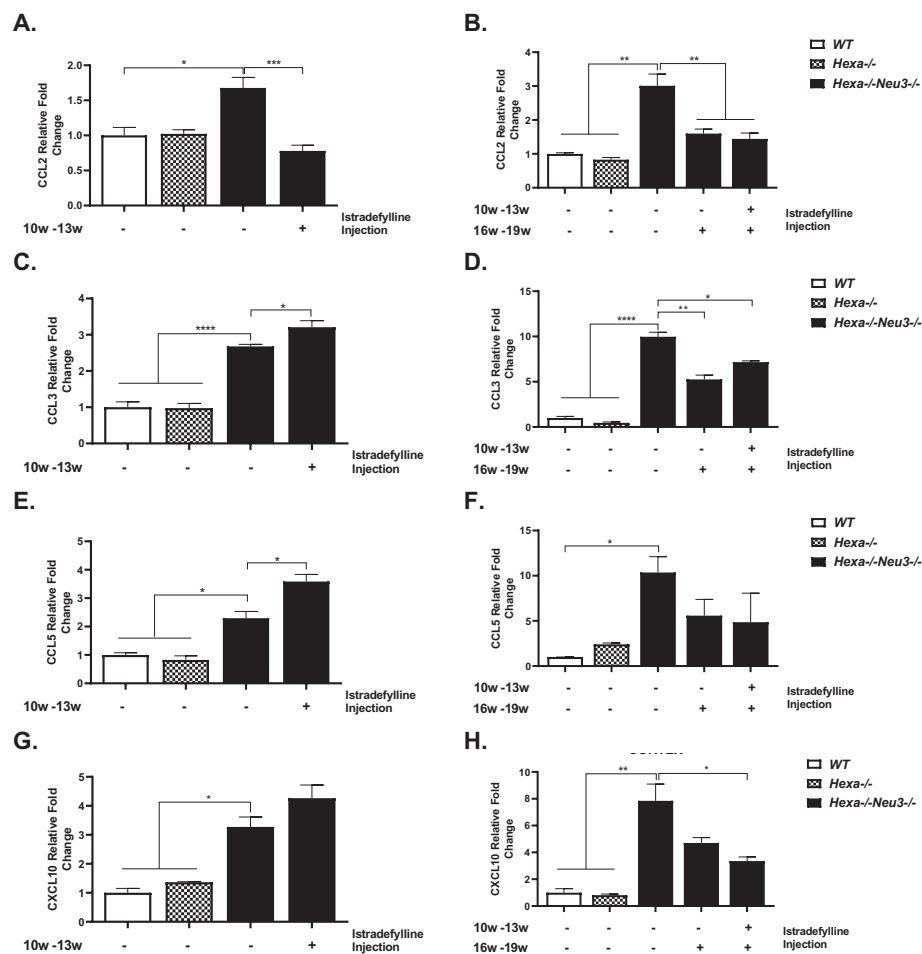 A.
CCL2 Relative Fold
Change
2.0
1.5
1.0
0.5
0.0
*
***
10w -13w
- - - +
Istradefylline
Injection
B.
CCL2 Relative Fold
Change
4
3
2
1
0
**
**
WT
Hexa-/-
Hexa-/-Neu3-/-
10w -13w
- - - - +
16w -19w
- - - + +
Istradefylline
Injection
C.
CCL3 Relative Fold
Change
4
3
2
1
0
****
*
10w -13w
- - - +
Istradefylline
Injection
D.
CCL3 Relative Fold
Change
15
10
5
0
****
**
*
WT
Hexa-/-
Hexa-/-Neu3-/-
10w -13w
- - - - +
16w -19w
- - - + +
Istradefylline
Injection
E.
CCL5 Relative Fold
Change
5
4
3
2
1
0
*
*
10w -13w
- - - +
Istradefylline
Injection
F.
CCL5 Relative Fold
Change
15
10
5
0
*
WT
Hexa-/-
Hexa-/-Neu3-/-
10w -13w
- - - - +
16w -19w
- - - + +
Istradefylline
Injection
G.
CXCL10 Relative Fold
Change
5
4
3
2
1
0
*
10w -13w
- - - +
Istradefylline
Injection
H.
CXCL10 Relative Fold
Change
10
8
6
4
2
0
**
*
WT
Hexa-/-
Hexa-/-Neu3-/-
10w -13w
- - - - +
16w -19w
- - - + +
Istradefylline
Injection